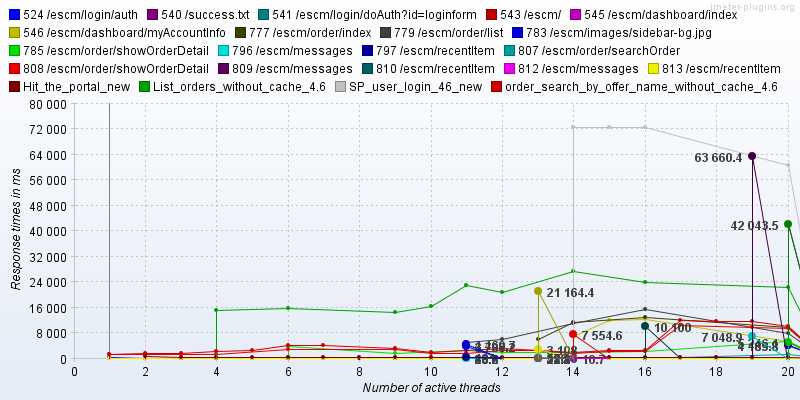 jmeter-plugins.org
524 /escm/login/auth 540 /success.txt 541 /escm/login/doAuth?id=loginform 543 /escm/ 545 /escm/dashboard/index
546 /escm/dashboard/myAccountInfo 777 /escm/order/index 779 /escm/order/list 783 /escm/images/sidebar-bg.jpg
785 /escm/order/showOrderDetail 796 /escm/messages 797 /escm/recentItem 807 /escm/order/searchOrder
808 /escm/order/showOrderDetail 809 /escm/messages 810 /escm/recentItem 812 /escm/messages 813 /escm/recentItem
Hit_the_portal_new List_orders_without_cache_4.6 SP_user_login_46_new order_search_by_offer_name_without_cache_4.6
80 000
72 000
64 000
63 660.4
56 000
48 000
42 043.5
40 000
32 000
24 000
21 164.4
16 000
10 100
8 000
7 554.6
7 048.9
3 108
0
0 2 4 6 8 10 12 14 16 18 20
Response times in ms
Number of active threads